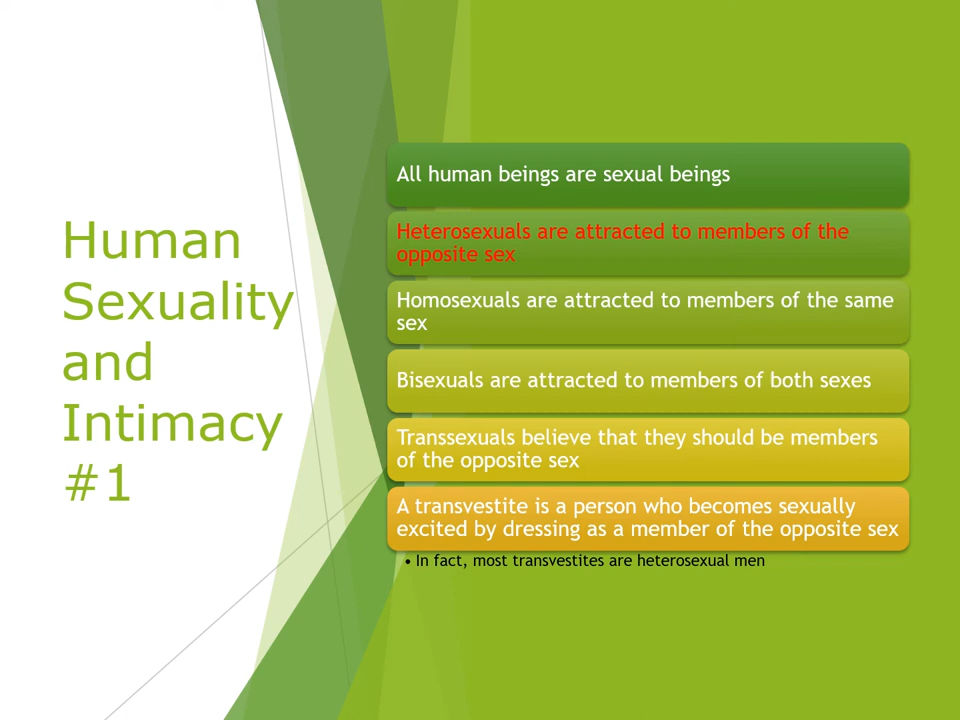 Human
Sexuality
and
Intimacy
#1
All human beings are sexual beings
Heterosexuals are attracted to members of the
opposite sex
Homosexuals are attracted to members of the same
sex
Bisexuals are attracted to members of both sexes
Transsexuals believe that they should be members
of the opposite sex
A transvestite is a person who becomes sexually
excited by dressing as a member of the opposite sex
• In fact, most transvestites are heterosexual men